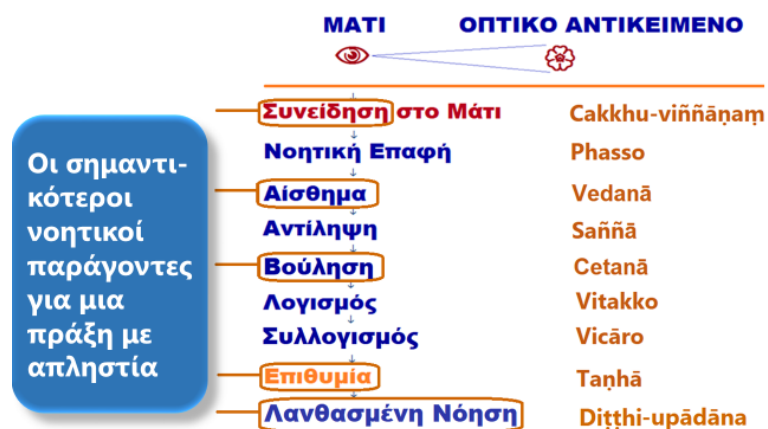 ΜΑΤΙ ΟΠΤΙΚΟ ΑΝΤΙΚΕΙΜΕΝΟ
Συνείδηση στο Μάτι Cakkhu-viññāṇaṃ
Νοητική Επαφή Phasso
Αίσθημα Vedanā
Αντίληψη Saññā
Βούληση Cetanā
Λογισμός Vitakko
Συλλογισμός Vicāro
Επιθυμία Taṇhā
Λανθασμένη Νόηση Diṭṭhi-upādāna
Οι σημαντι-
κότεροι
νοητικοί
παράγοντες
για μια
πράξη με
απληστία